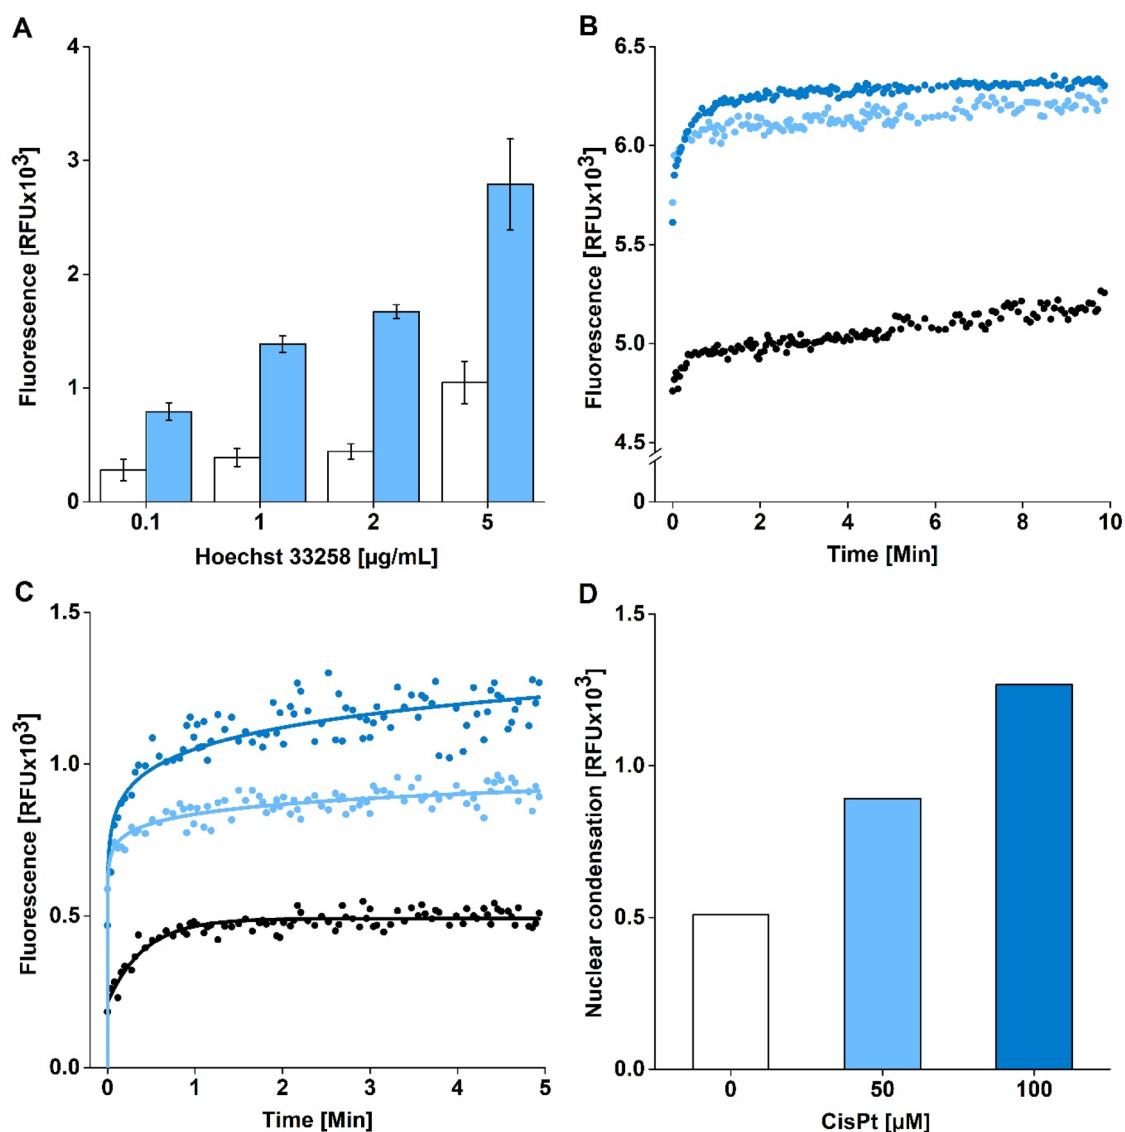 A
Fluorescence [RFUx10³]
4
3
2
1
0
0.1 1 2 5
Hoechst 33258 [µg/mL]
B
Fluorescence [RFUx10³]
6.5
6.0
5.5
5.0
4.5
0
0 2 4 6 8 10
Time [Min]
C
Fluorescence [RFUx10³]
1.5
1.0
0.5
0.0
0 1 2 3 4 5
Time [Min]
D
Nuclear condensation [RFUx10³]
1.5
1.0
0.5
0.0
0 50 100
CisPt [µM]